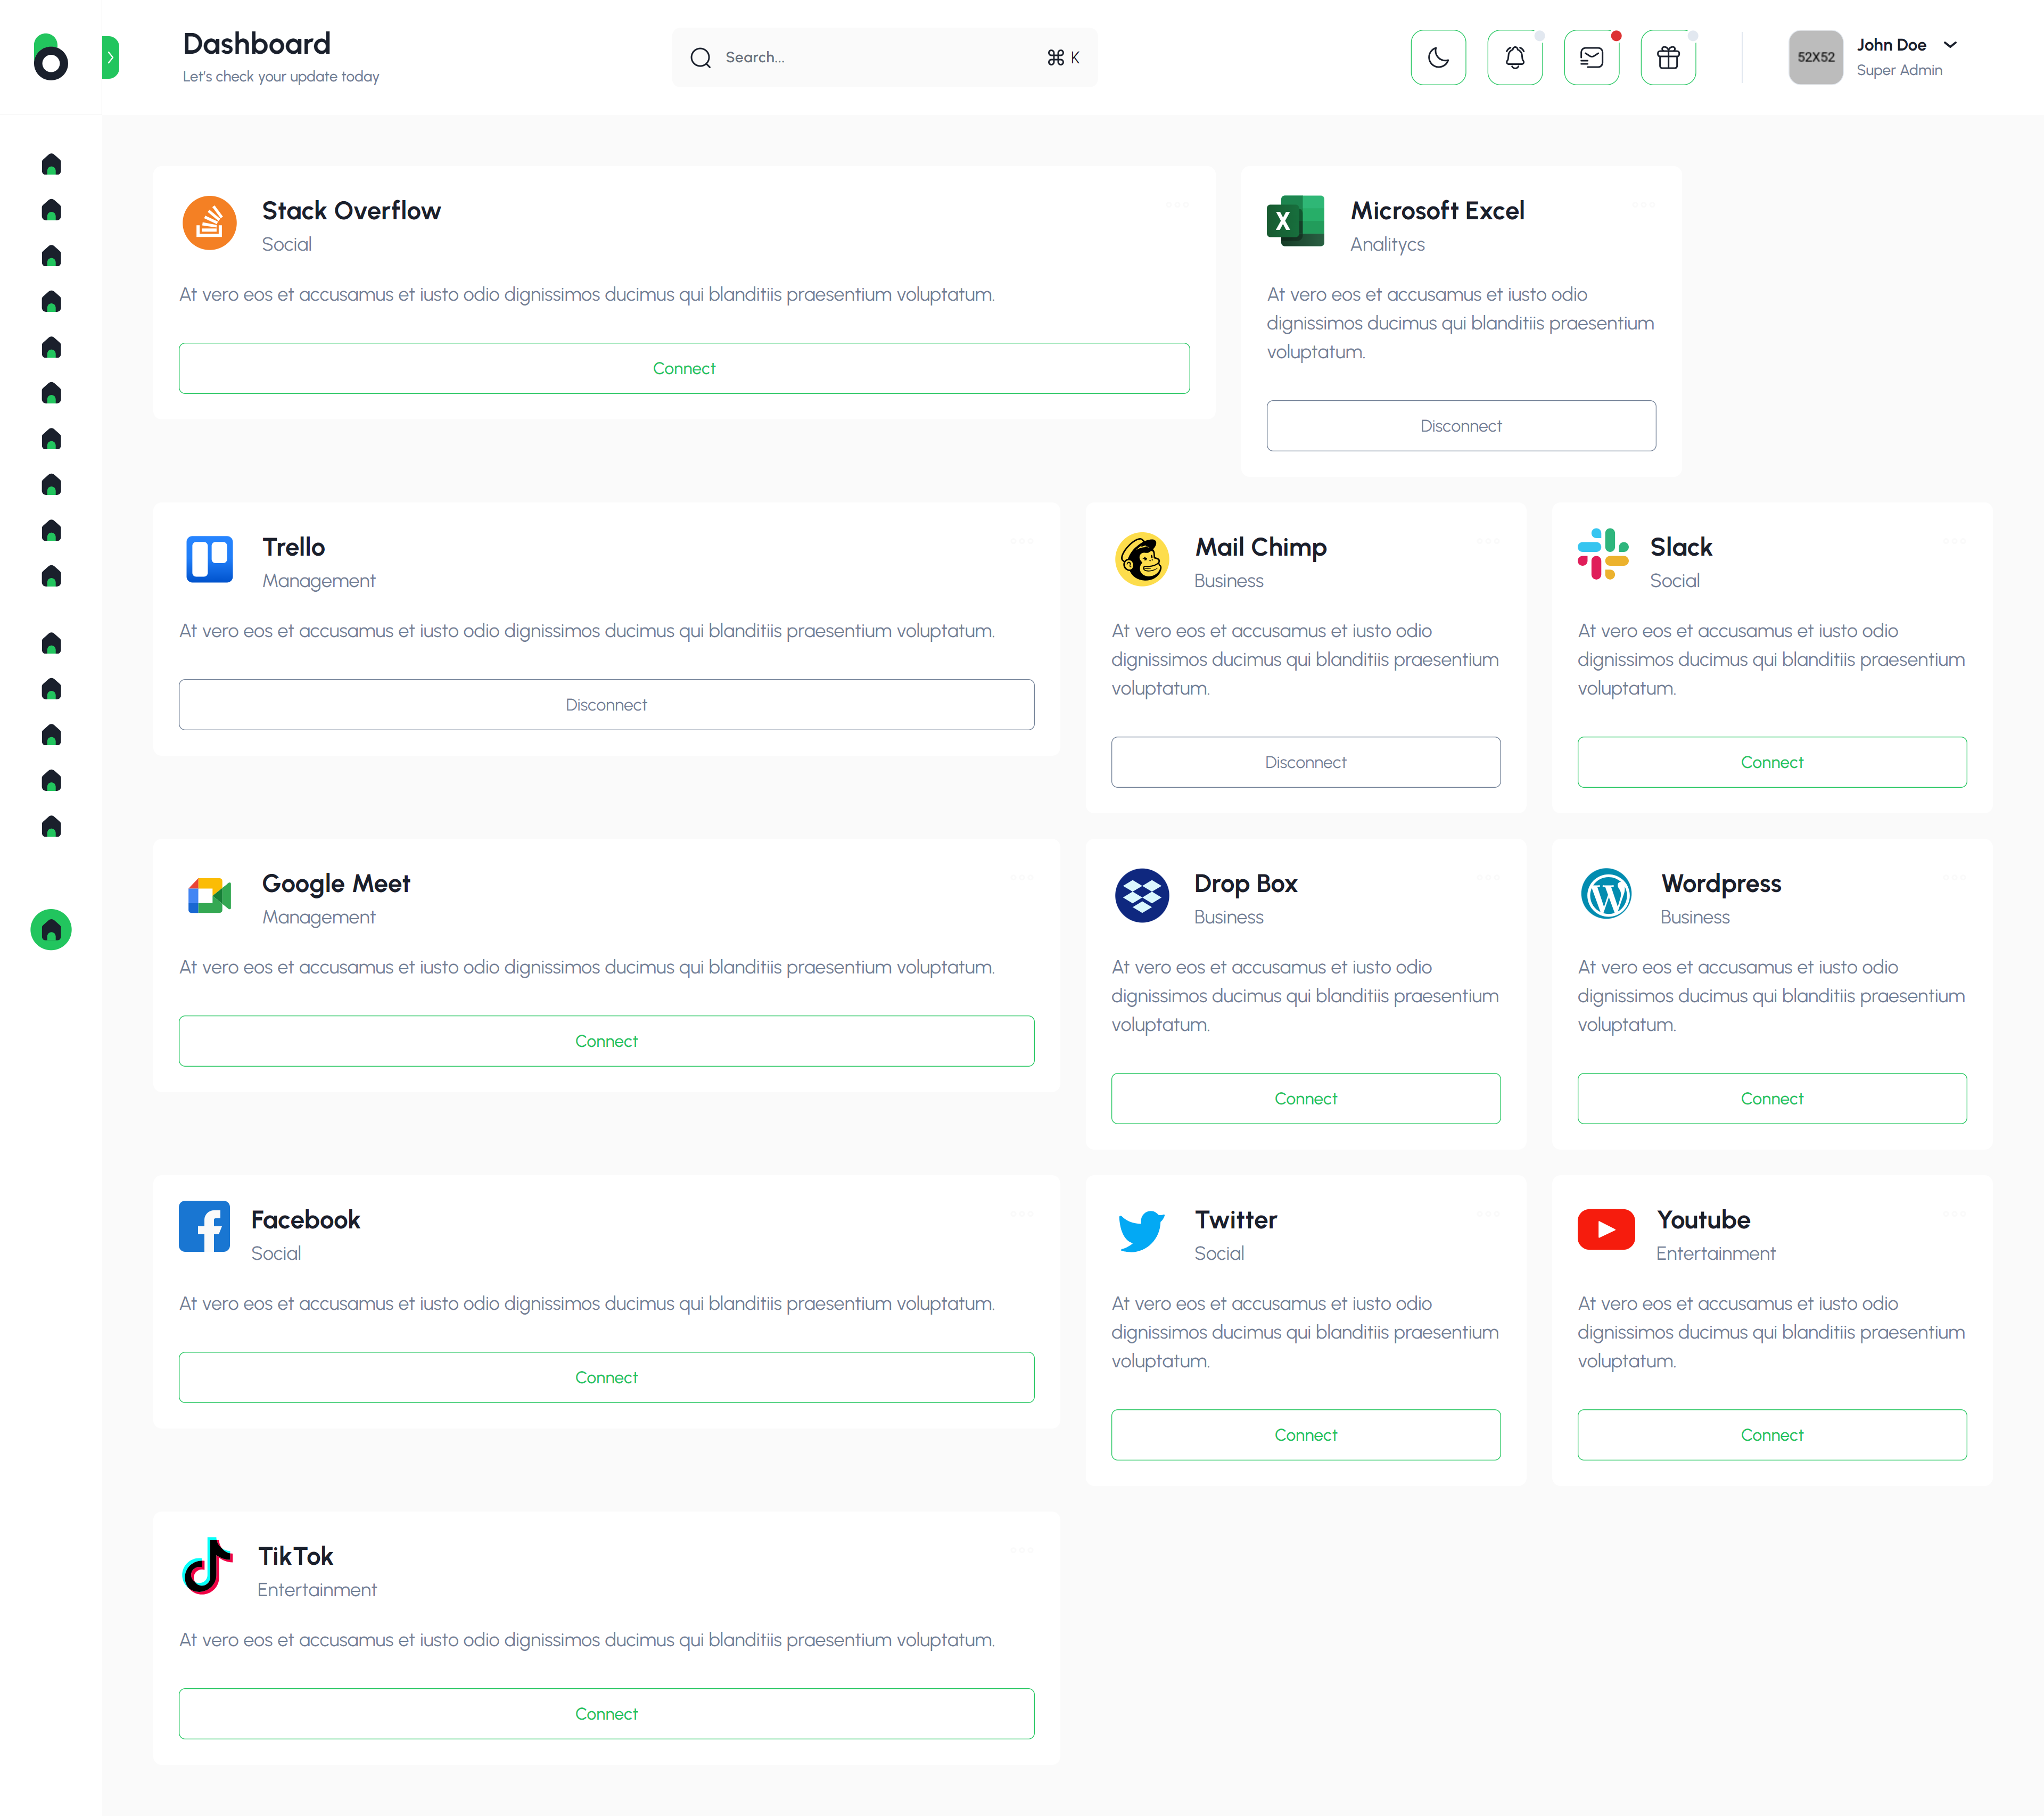 Dashboard
Let's check your update today
Search...
⌘ K
52X52
John Doe
Super Admin
Stack Overflow
Social
At vero eos et accusamus et iusto odio dignissimos ducimus qui blanditiis praesentium voluptatum.
Connect
X
Microsoft Excel
Analitycs
At vero eos et accusamus et iusto odio
dignissimos ducimus qui blanditiis praesentium
voluptatum.
Disconnect
Trello
Management
At vero eos et accusamus et iusto odio dignissimos ducimus qui blanditiis praesentium voluptatum.
Disconnect
Mail Chimp
Business
At vero eos et accusamus et iusto odio
dignissimos ducimus qui blanditiis praesentium
voluptatum.
Disconnect
Slack
Social
At vero eos et accusamus et iusto odio
dignissimos ducimus qui blanditiis praesentium
voluptatum.
Connect
Google Meet
Management
At vero eos et accusamus et iusto odio dignissimos ducimus qui blanditiis praesentium voluptatum.
Connect
Drop Box
Business
At vero eos et accusamus et iusto odio
dignissimos ducimus qui blanditiis praesentium
voluptatum.
Connect
Wordpress
Business
At vero eos et accusamus et iusto odio
dignissimos ducimus qui blanditiis praesentium
voluptatum.
Connect
Facebook
Social
At vero eos et accusamus et iusto odio dignissimos ducimus qui blanditiis praesentium voluptatum.
Connect
Twitter
Social
At vero eos et accusamus et iusto odio
dignissimos ducimus qui blanditiis praesentium
voluptatum.
Connect
Youtube
Entertainment
At vero eos et accusamus et iusto odio
dignissimos ducimus qui blanditiis praesentium
voluptatum.
Connect
TikTok
Entertainment
At vero eos et accusamus et iusto odio dignissimos ducimus qui blanditiis praesentium voluptatum.
Connect